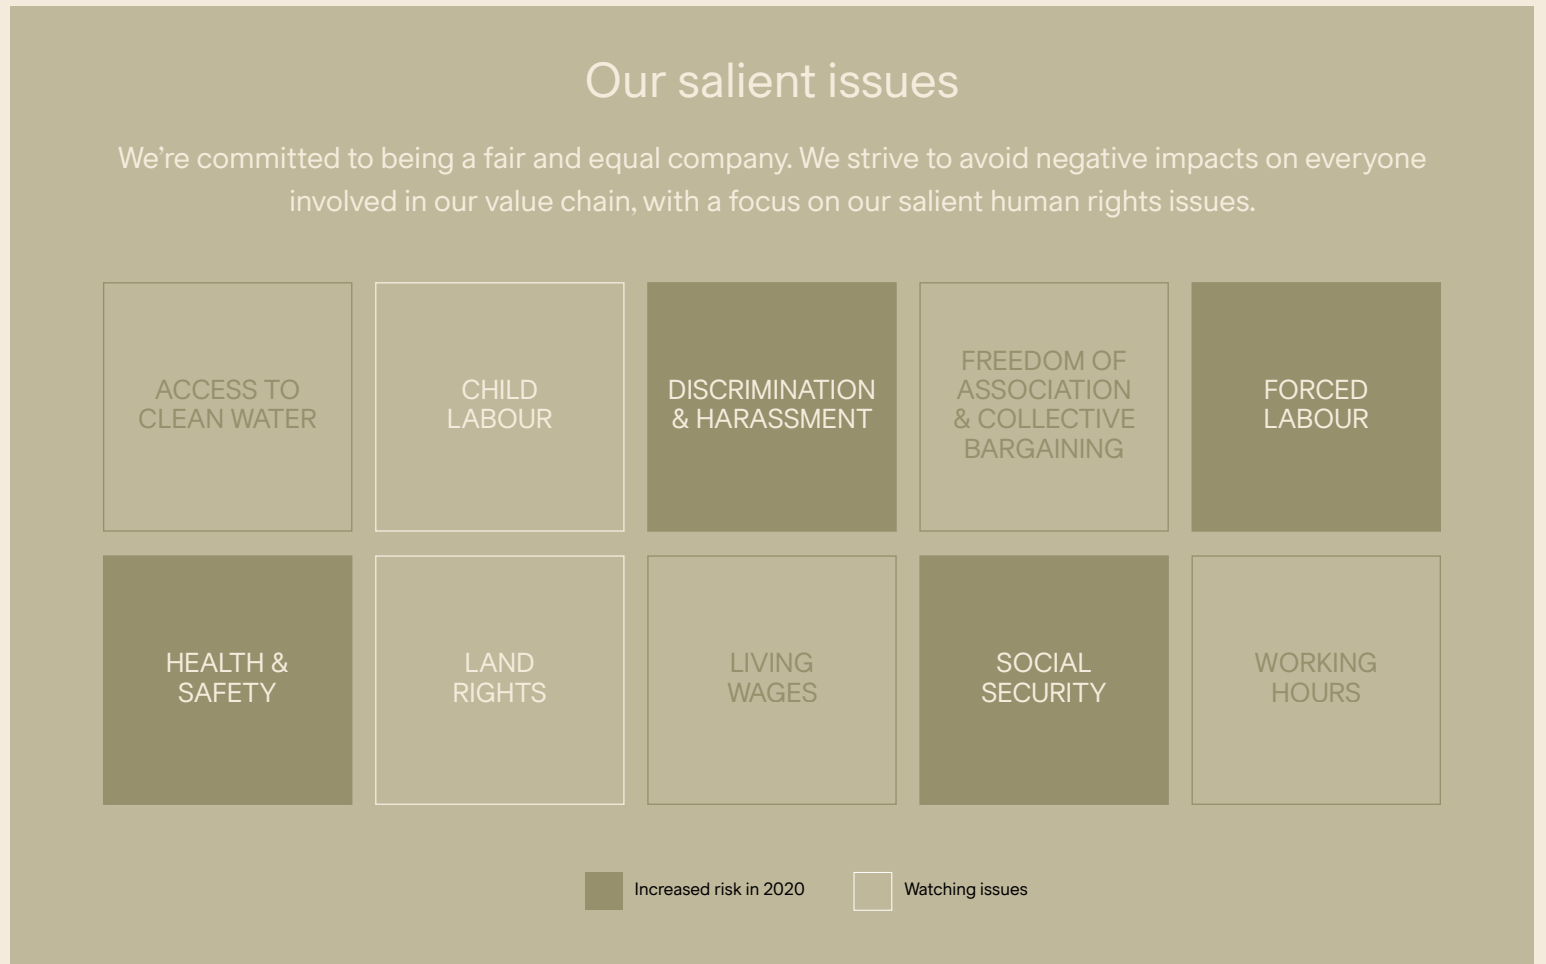 Our salient issues
We’re committed to being a fair and equal company. We strive to avoid negative impacts on everyone
involved in our value chain, with a focus on our salient human rights issues.
ACCESS TO
CLEAN WATER
CHILD
LABOUR
DISCRIMINATION
& HARASSMENT
FREEDOM OF
ASSOCIATION
& COLLECTIVE
BARGAINING
FORCED
LABOUR
HEALTH &
SAFETY
LAND
RIGHTS
LIVING
WAGES
SOCIAL
SECURITY
WORKING
HOURS
Increased risk in 2020
Watching issues